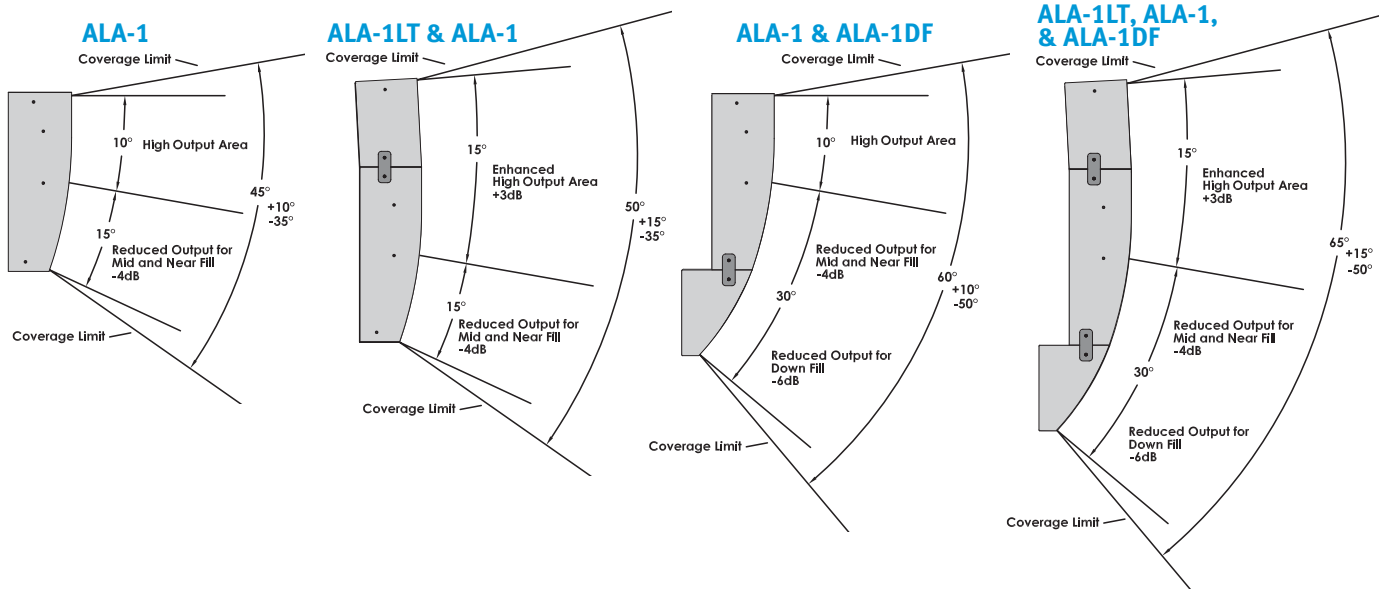 ALA-1
Coverage Limit
10°
High Output Area
45°
+10°
-35°
15°
Reduced Output for
Mid and Near Fill
-4dB
Coverage Limit
ALA-1LT & ALA-1
Coverage Limit
15°
Enhanced
High Output Area
+3dB
50°
+15°
-35°
15°
Reduced Output for
Mid and Near Fill
-4dB
Coverage Limit
ALA-1 & ALA-1DF
Coverage Limit
10°
High Output Area
Reduced Output for
Mid and Near Fill
-4dB
60°
+10°
-50°
30°
Reduced Output for
Down Fill
-6dB
Coverage Limit
ALA-1LT, ALA-1,
& ALA-1DF
Coverage Limit
15°
Enhanced
High Output Area
+3dB
65°
+15°
-50°
Reduced Output for
Mid and Near Fill
-4dB
30°
Reduced Output for
Down Fill
-6dB
Coverage Limit